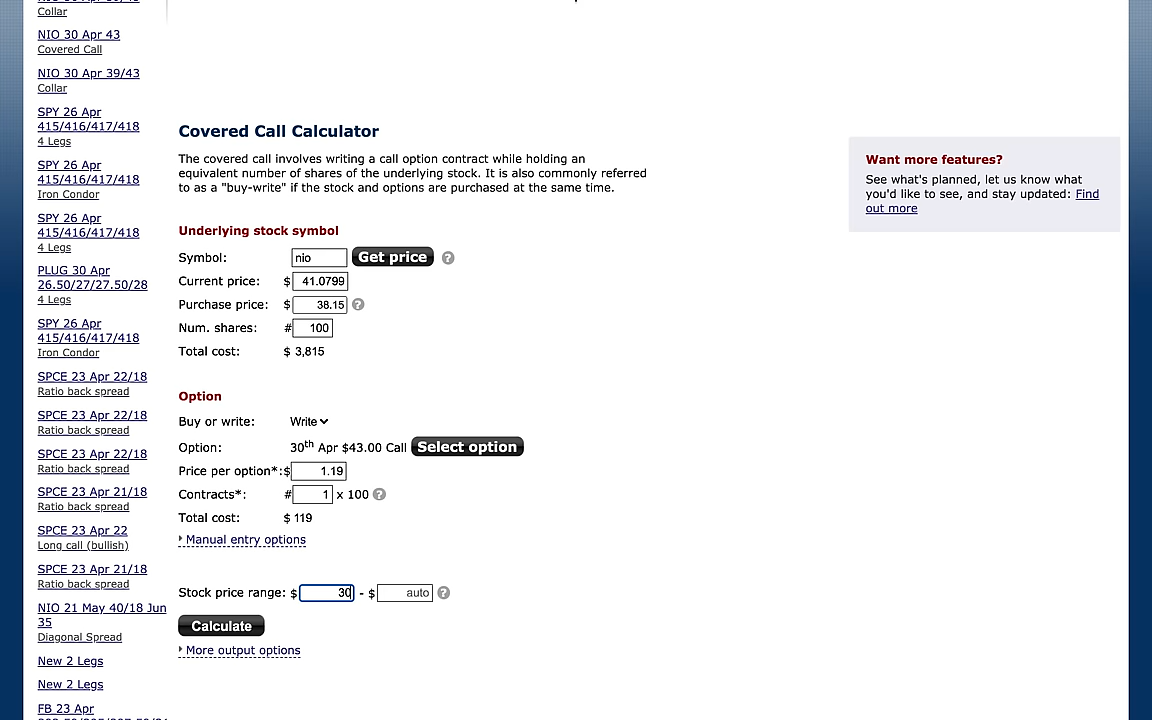 Collar
NIO 30 Apr 43
Covered Call
NIO 30 Apr 39/43
Collar
SPY 26 Apr
415/416/417/418
4 Legs
SPY 26 Apr
415/416/417/418
Iron Condor
SPY 26 Apr
415/416/417/418
4 Legs
PLUG 30 Apr
26.50/27/27.50/28
4 Legs
SPY 26 Apr
415/416/417/418
Iron Condor
SPCE 23 Apr 22/18
Ratio back spread
SPCE 23 Apr 22/18
Ratio back spread
SPCE 23 Apr 22/18
Ratio back spread
SPCE 23 Apr 21/18
Ratio back spread
SPCE 23 Apr 22
Long call (bullish)
SPCE 23 Apr 21/18
Ratio back spread
NIO 21 May 40/18 Jun
35
Diagonal Spread
New 2 Legs
New 2 Legs
FB 23 Apr
Covered Call Calculator
The covered call involves writing a call option contract while holding an
equivalent number of shares of the underlying stock. It is also commonly referred
to as a "buy-write" if the stock and options are purchased at the same time.
Underlying stock symbol
Symbol: nio Get price ?
Current price: $ 41.0799
Purchase price: $ 38.15 ?
Num. shares: # 100
Total cost: $ 3,815
Option
Buy or write: Write
Option: 30th Apr $43.00 Call Select option
Price per option*:$ 1.19
Contracts*: # 1 x 100 ?
Total cost: $ 119
Manual entry options
Stock price range: $ 30 - $ auto ?
Calculate
More output options
Want more features?
See what's planned, let us know what
you'd like to see, and stay updated: Find
out more